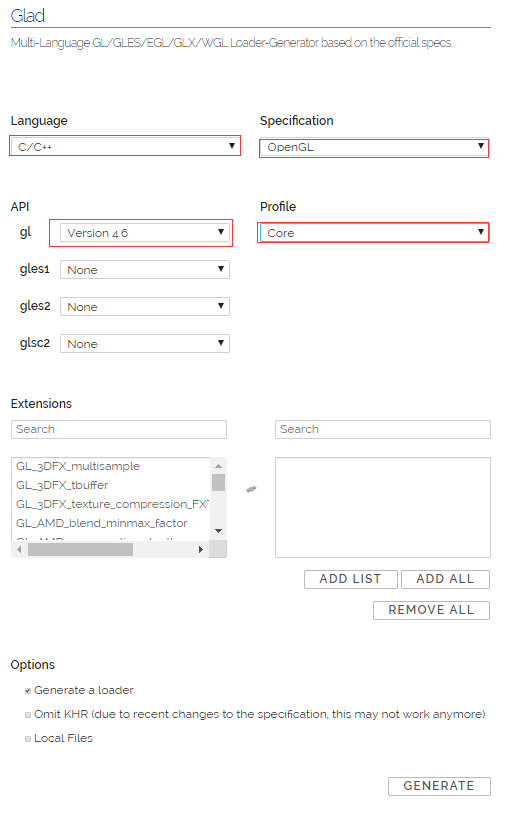 Glad
Multi-Language GL/GLES/EGL/GLX/WGL Loader-Generator based on the official specs.
Language Specification
C/C++ OpenGL
API Profile
gl Version 4.6 Core
gles1 None
gles2 None
glsc2 None
Extensions
Search Search
GL_3DFX_multisample
GL_3DFX_tbuffer
GL_3DFX_texture_compression_FXT
GL_AMD_blend_minmax_factor
ADD LIST ADD ALL
REMOVE ALL
Options
Generate a loader
Omit KHR (due to recent changes to the specification, this may not work anymore)
Local Files
GENERATE